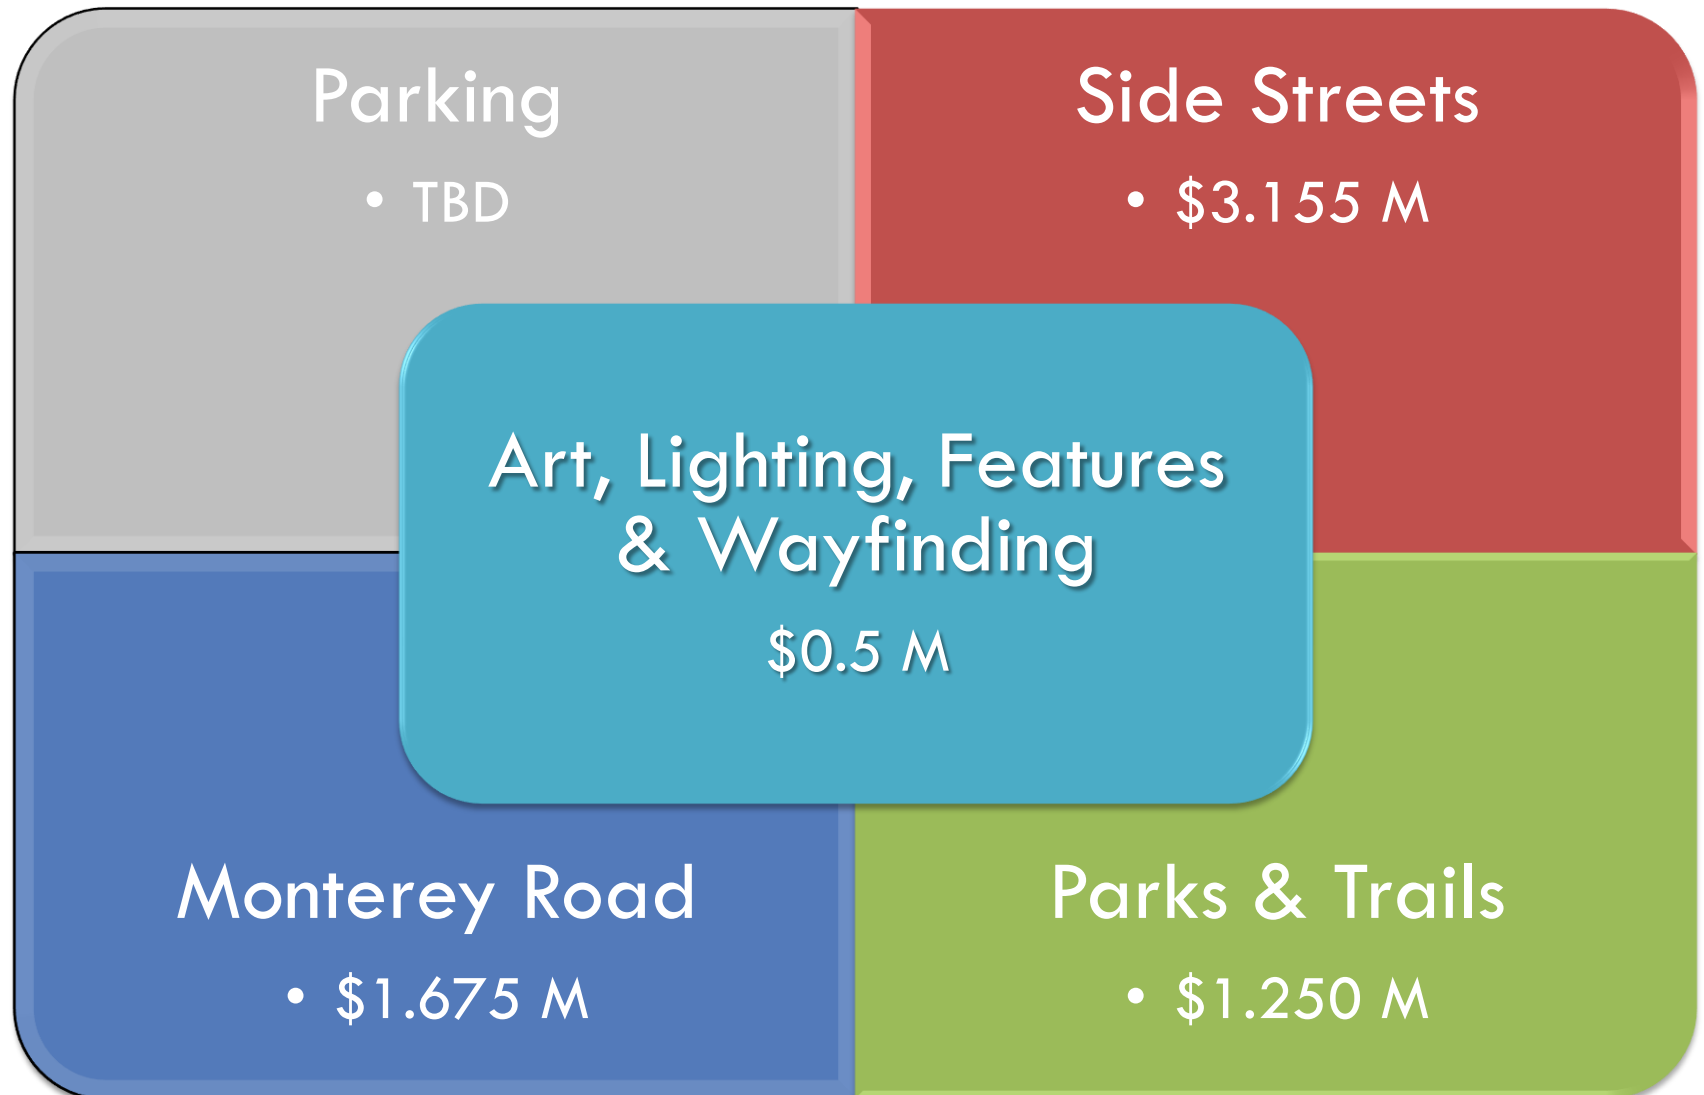 Parking
• TBD
Side Streets
• $3.155 M
Art, Lighting, Features
& Wayfinding
$0.5 M
Monterey Road
• $1.675 M
Parks & Trails
• $1.250 M